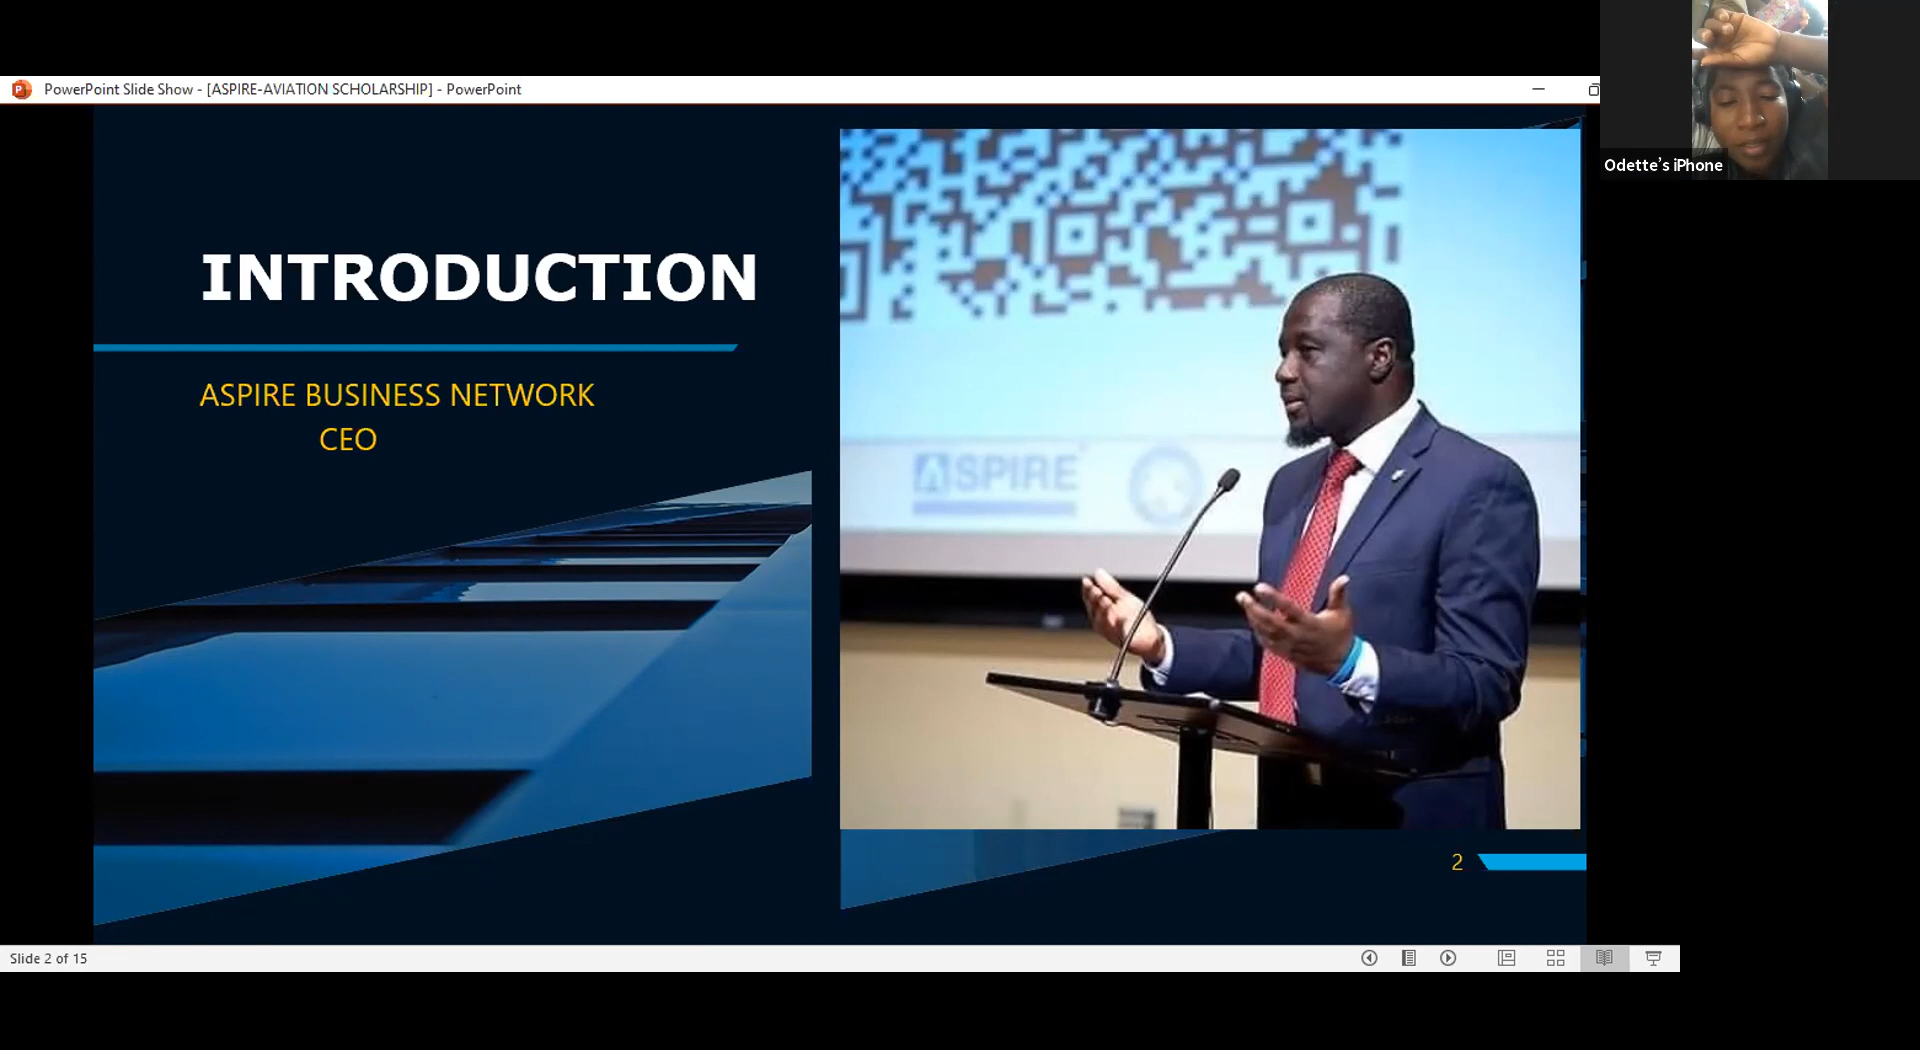 PowerPoint Slide Show - [ASPIRE-AVIATION SCHOLARSHIP] - PowerPoint
Odette’s iPhone
INTRODUCTION
ASPIRE BUSINESS NETWORK
CEO
ASPIRE
2
Slide 2 of 15